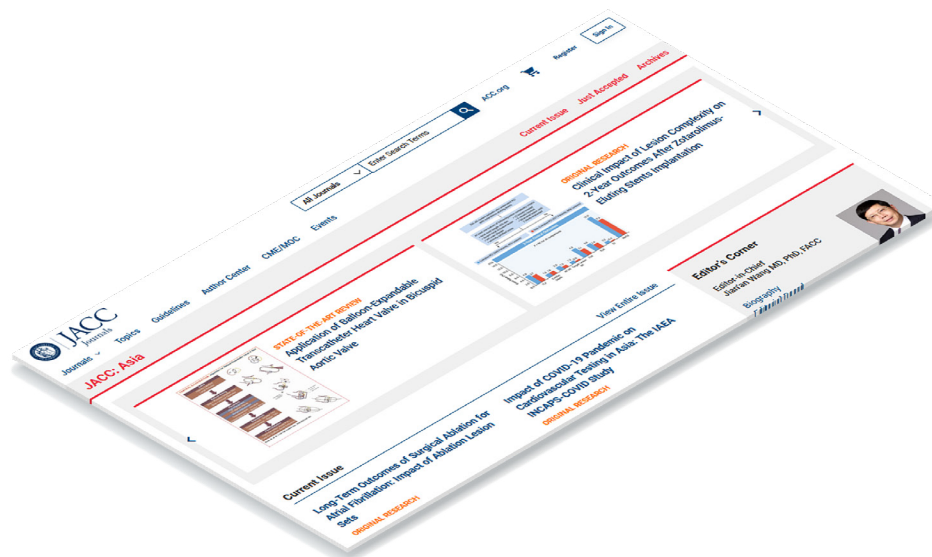 Sign In
Register
ACC.org
All Journals
Enter Search Terms
JACC
Journals
Journals
Topics
Guidelines
Author Center
CME/MOC
Events
JACC: Asia
Current Issue
Just Accepted
Archives
STATE-OF-THE-ART REVIEW
Application of Balloon-Expandable
Transcatheter Heart Valve in Bicuspid
Aortic Valve
ORIGINAL RESEARCH
Clinical Impact of Lesion Complexity on
2-Year Outcomes After Zotarolimus-
Eluting Stents Implantation
Current Issue
View Entire Issue
Long-Term Outcomes of Surgical Ablation for
Atrial Fibrillation: Impact of Ablation Lesion
Sets
ORIGINAL RESEARCH
Impact of COVID-19 Pandemic on
Cardiovascular Testing in Asia: The IAEA
INCAPS-COVID Study
ORIGINAL RESEARCH
Editor's Corner
Editor-in-Chief
Jian'an Wang, MD, PhD, FACC
Biography